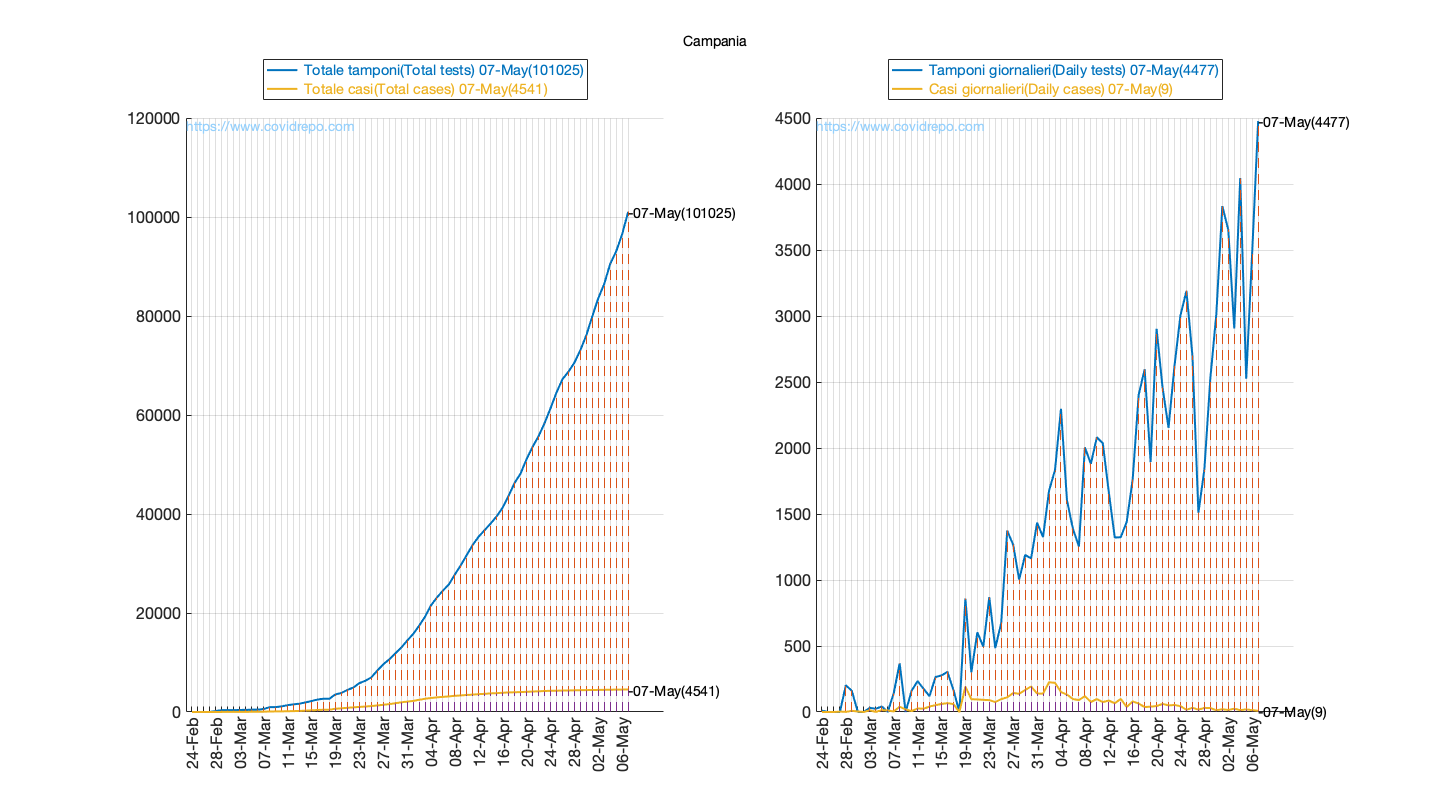 Campania
Totale tamponi(Total tests) 07-May(101025)
Totale casi(Total cases) 07-May(4541)
https://www.covidrepo.com
120000
100000
80000
60000
40000
20000
0
07-May(101025)
07-May(4541)
24-Feb
28-Feb
03-Mar
07-Mar
11-Mar
15-Mar
19-Mar
23-Mar
27-Mar
31-Mar
04-Apr
08-Apr
12-Apr
16-Apr
20-Apr
24-Apr
28-Apr
02-May
06-May
Tamponi giornalieri(Daily tests) 07-May(4477)
Casi giornalieri(Daily cases) 07-May(9)
https://www.covidrepo.com
4500
4000
3500
3000
2500
2000
1500
1000
500
0
07-May(4477)
07-May(9)
24-Feb
28-Feb
03-Mar
07-Mar
11-Mar
15-Mar
19-Mar
23-Mar
27-Mar
31-Mar
04-Apr
08-Apr
12-Apr
16-Apr
20-Apr
24-Apr
28-Apr
02-May
06-May